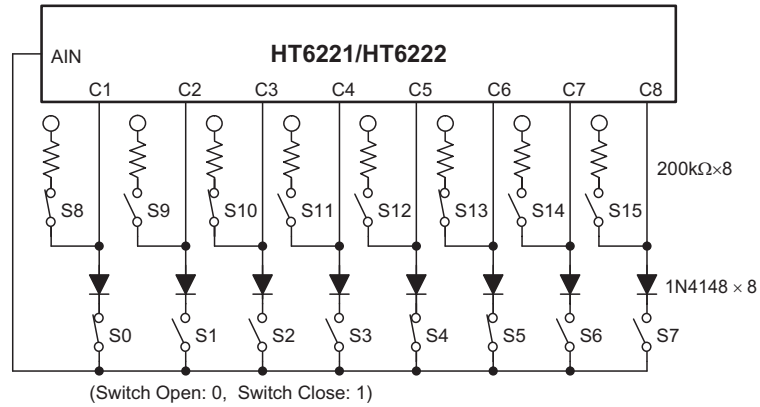 HT6221/HT6222
AIN
C1 C2 C3 C4 C5 C6 C7 C8
200kΩ×8
S8 S9 S10 S11 S12 S13 S14 S15
1N4148 × 8
S0 S1 S2 S3 S4 S5 S6 S7
(Switch Open: 0, Switch Close: 1)